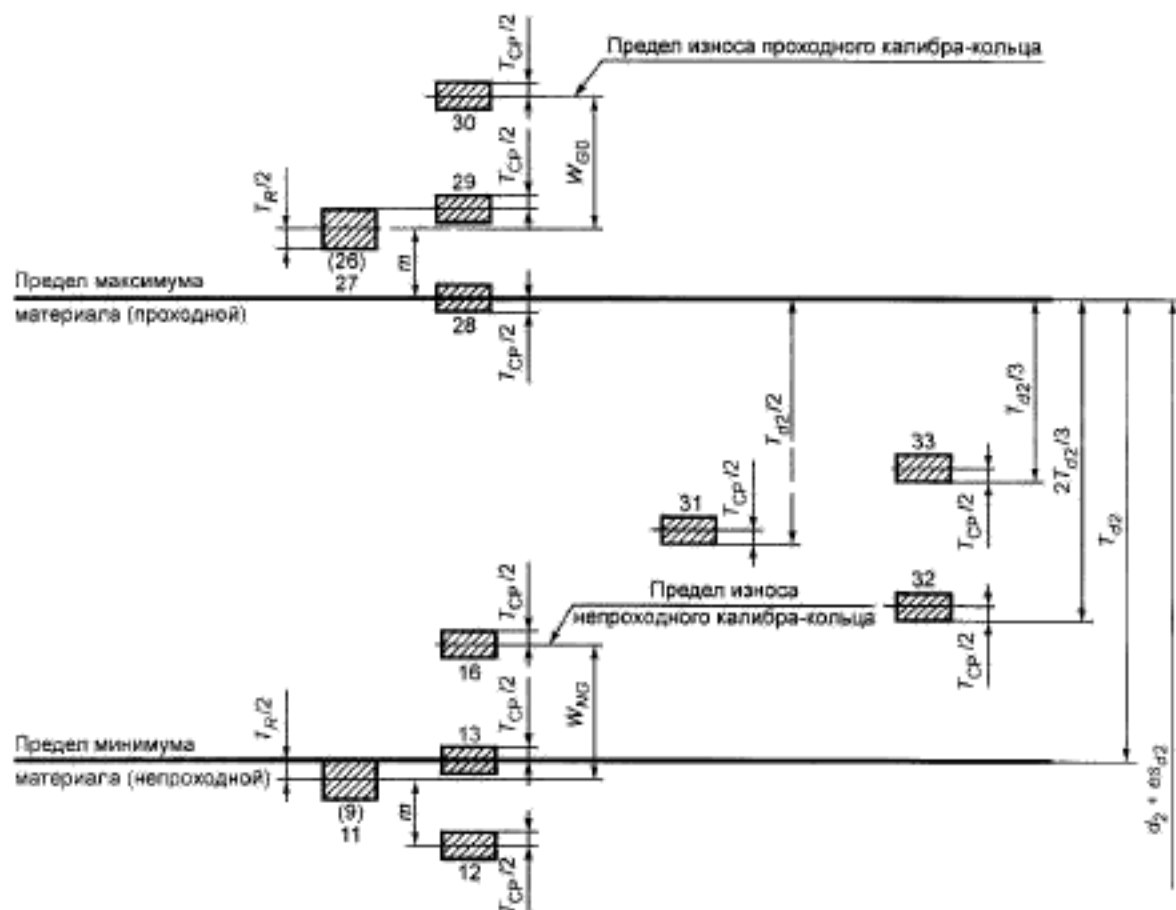 T_CP/2
Предел износа проходного калибра-кольца
30
T_CP/2
W_G0
29
T_R/2
(26)
27
m
Предел максимума
материала (проходной)
28
T_CP/2
T_d2/2
T_d2/3
2T_d2/3
T_d2
33
T_CP/2
31
T_CP/2
32
T_CP/2
T_CP/2
Предел износа
непроходного калибра-кольца
16
T_CP/2
W_NG
T_R/2
13
Предел минимума
материала (непроходной)
(9)
11
m
12
T_CP/2
d_2 + es_d2